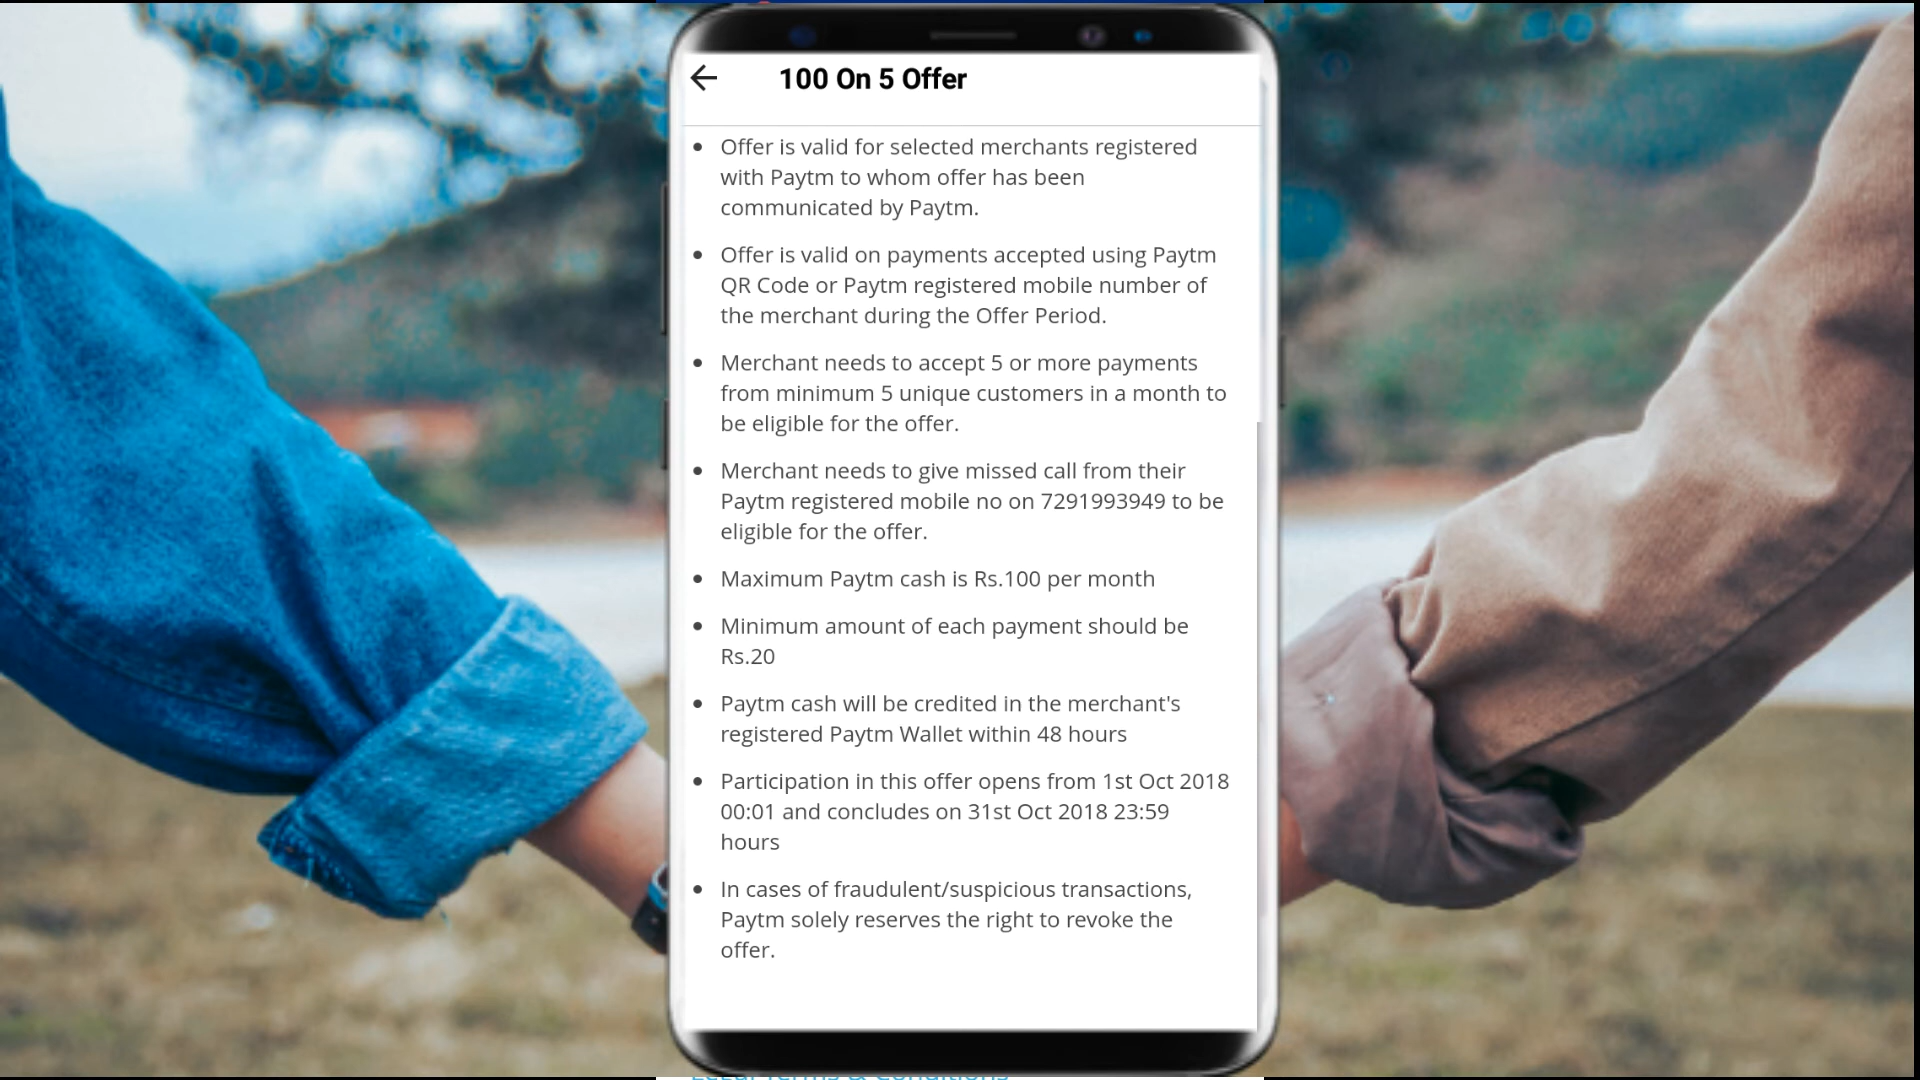 100 On 5 Offer
Offer is valid for selected merchants registered
with Paytm to whom offer has been
communicated by Paytm.
Offer is valid on payments accepted using Paytm
QR Code or Paytm registered mobile number of
the merchant during the Offer Period.
Merchant needs to accept 5 or more payments
from minimum 5 unique customers in a month to
be eligible for the offer.
Merchant needs to give missed call from their
Paytm registered mobile no on 7291993949 to be
eligible for the offer.
Maximum Paytm cash is Rs.100 per month
Minimum amount of each payment should be
Rs.20
Paytm cash will be credited in the merchant's
registered Paytm Wallet within 48 hours
Participation in this offer opens from 1st Oct 2018
00:01 and concludes on 31st Oct 2018 23:59
hours
In cases of fraudulent/suspicious transactions,
Paytm solely reserves the right to revoke the
offer.
Legal Terms & Conditions